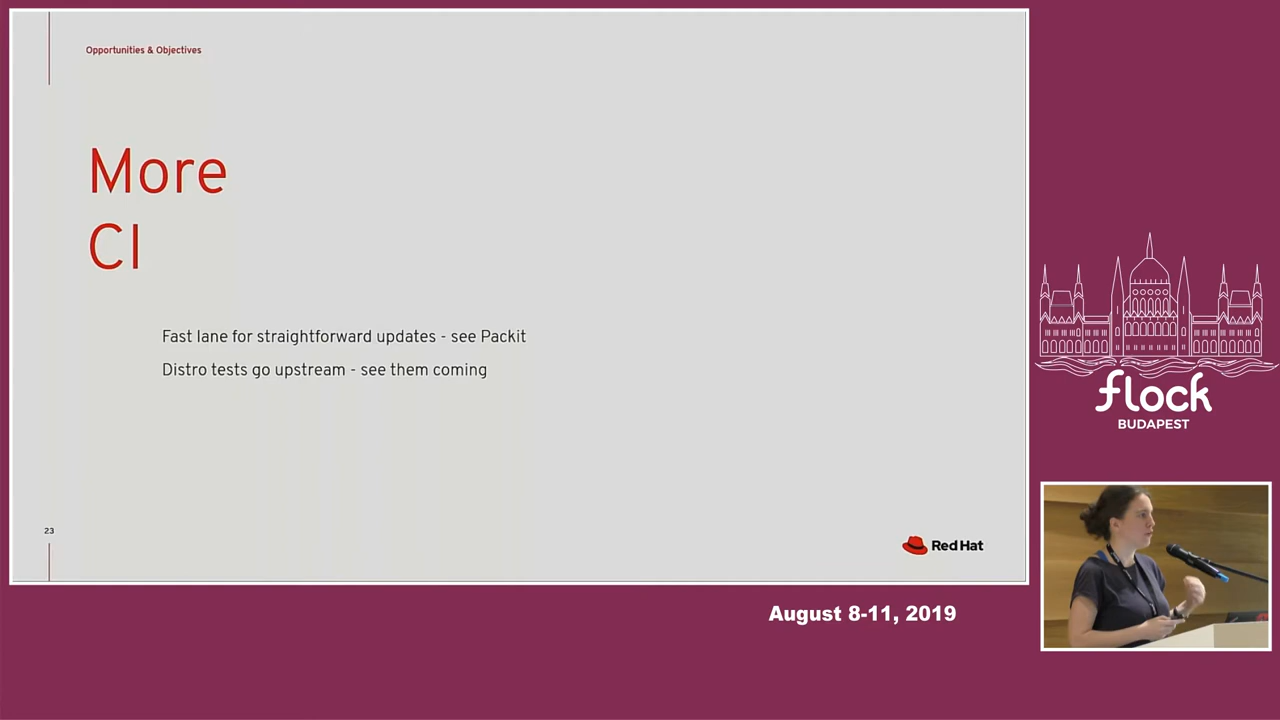 Opportunities & Objectives
More
CI
Fast lane for straightforward updates - see Packit
Distro tests go upstream - see them coming
23
Red Hat
flock
BUDAPEST
August 8-11, 2019